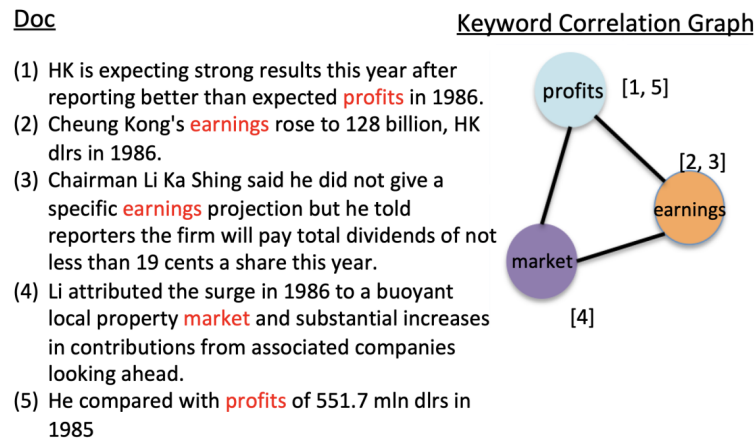 Doc
(1) HK is expecting strong results this year after
reporting better than expected profits in 1986.
(2) Cheung Kong's earnings rose to 128 billion, HK
dlrs in 1986.
(3) Chairman Li Ka Shing said he did not give a
specific earnings projection but he told
reporters the firm will pay total dividends of not
less than 19 cents a share this year.
(4) Li attributed the surge in 1986 to a buoyant
local property market and substantial increases
in contributions from associated companies
looking ahead.
(5) He compared with profits of 551.7 mln dlrs in
1985
Keyword Correlation Graph
profits [1, 5]
[2, 3]
earnings
market
[4]